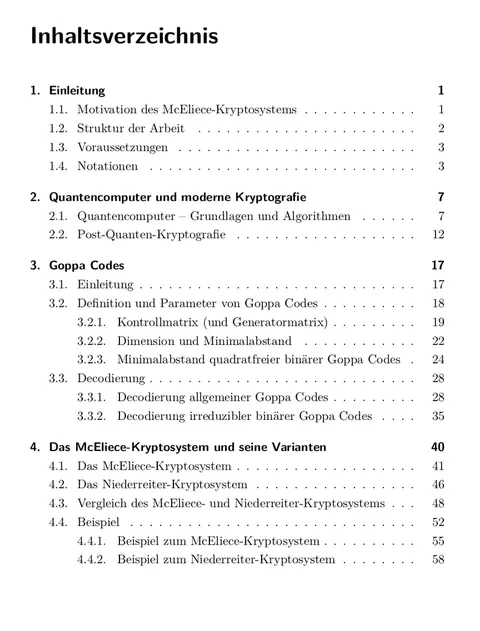 Inhaltsverzeichnis
1. Einleitung 1
1.1. Motivation des McEliece-Kryptosystems . . . . . . . . . . . . 1
1.2. Struktur der Arbeit . . . . . . . . . . . . . . . . . . . . . . . 2
1.3. Voraussetzungen . . . . . . . . . . . . . . . . . . . . . . . . . 3
1.4. Notationen . . . . . . . . . . . . . . . . . . . . . . . . . . . . 3
2. Quantencomputer und moderne Kryptografie 7
2.1. Quantencomputer – Grundlagen und Algorithmen . . . . . . 7
2.2. Post-Quanten-Kryptografie . . . . . . . . . . . . . . . . . . . 12
3. Goppa Codes 17
3.1. Einleitung . . . . . . . . . . . . . . . . . . . . . . . . . . . . . 17
3.2. Definition und Parameter von Goppa Codes . . . . . . . . . . 18
3.2.1. Kontrollmatrix (und Generatormatrix) . . . . . . . . . 19
3.2.2. Dimension und Minimalabstand . . . . . . . . . . . . 22
3.2.3. Minimalabstand quadratfreier binärer Goppa Codes . 24
3.3. Decodierung . . . . . . . . . . . . . . . . . . . . . . . . . . . . 28
3.3.1. Decodierung allgemeiner Goppa Codes . . . . . . . . . 28
3.3.2. Decodierung irreduzibler binärer Goppa Codes . . . . 35
4. Das McEliece-Kryptosystem und seine Varianten 40
4.1. Das McEliece-Kryptosystem . . . . . . . . . . . . . . . . . . . 41
4.2. Das Niederreiter-Kryptosystem . . . . . . . . . . . . . . . . . 46
4.3. Vergleich des McEliece- und Niederreiter-Kryptosystems . . . 48
4.4. Beispiel . . . . . . . . . . . . . . . . . . . . . . . . . . . . . . 52
4.4.1. Beispiel zum McEliece-Kryptosystem . . . . . . . . . . 55
4.4.2. Beispiel zum Niederreiter-Kryptosystem . . . . . . . . 58